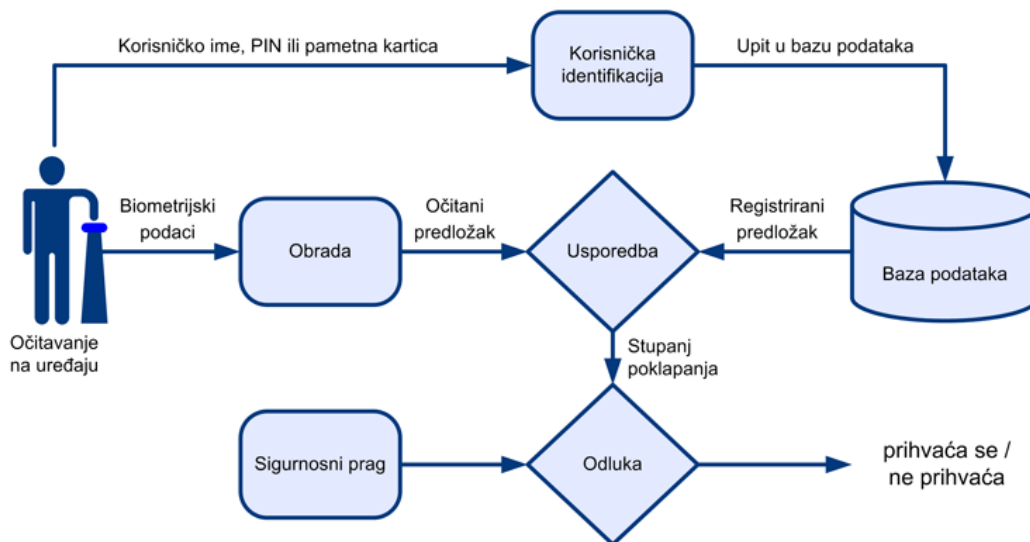 Korisničko ime, PIN ili pametna kartica
Korisnička
identifikacija
Upit u bazu podataka
Očitavanje
na uređaju
Biometrijski
podaci
Obrada
Očitani
predložak
Usporedba
Registrirani
predložak
Baza podataka
Stupanj
poklapanja
Sigurnosni prag
Odluka
prihvaća se /
ne prihvaća